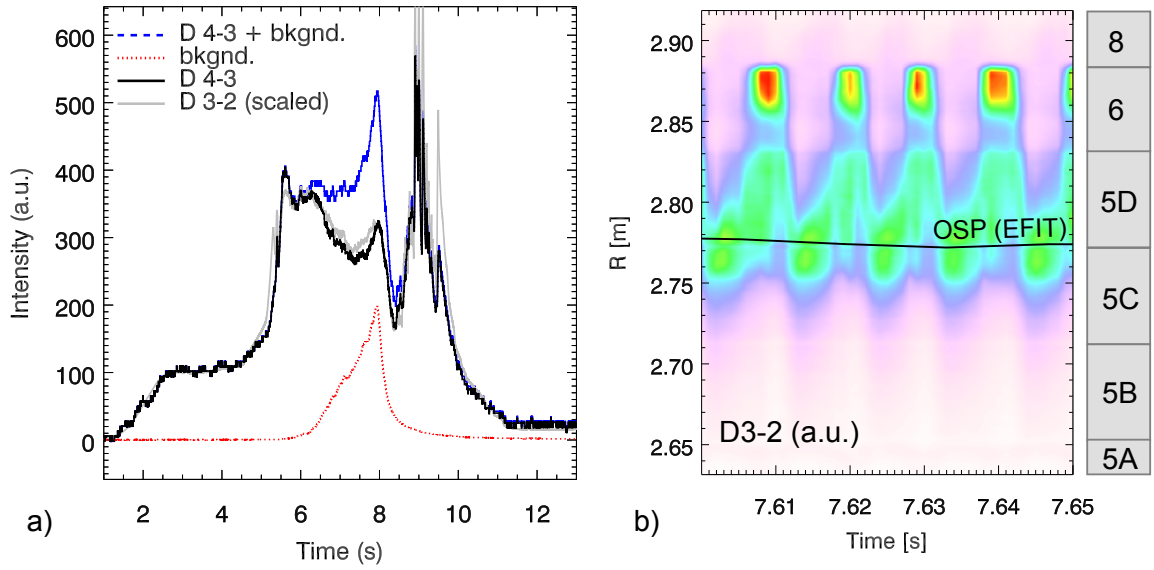 D 4-3 + bkgnd.
bkgnd.
D 4-3
D 3-2 (scaled)
600
500
400
300
200
100
0
Intensity (a.u.)
2 4 6 8 10 12
Time (s)
a)
2.90
2.85
2.80
2.75
2.70
2.65
R [m]
OSP (EFIT)
D3-2 (a.u.)
7.61 7.62 7.63 7.64 7.65
Time [s]
b)
8
6
5D
5C
5B
5A